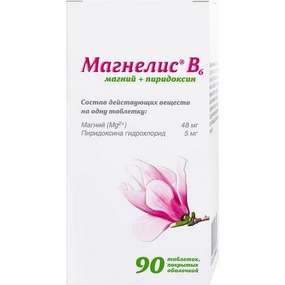 Магнелис® B₆
магний + пиридоксин
Состав действующих веществ
на одну таблетку:
Магний (Mg²⁺) 48 мг
Пиридоксина гидрохлорид 5 мг
90 таблеток,
покрытых
оболочкой